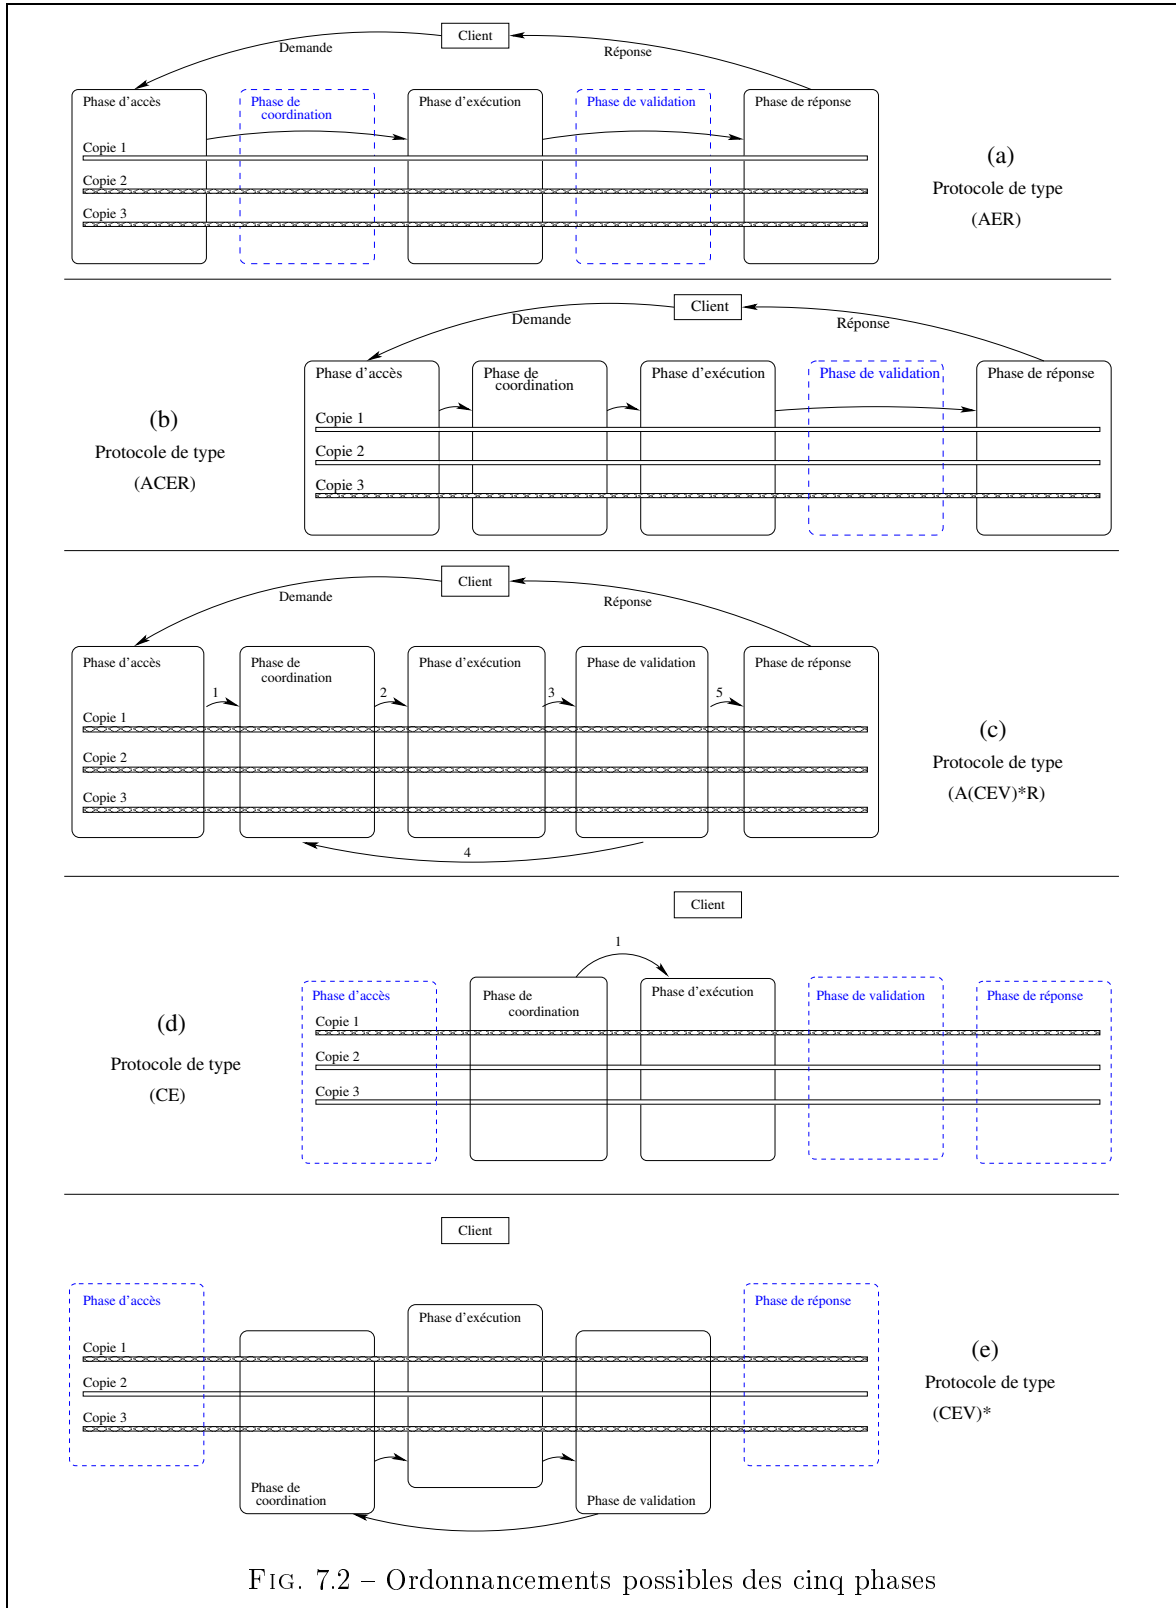 Client
Demande
Réponse
Phase d'accès
Phase de
coordination
Phase d'exécution
Phase de validation
Phase de réponse
Copie 1
Copie 2
Copie 3
(a)
Protocole de type
(AER)
Client
Demande
Réponse
Phase d'accès
Phase de
coordination
Phase d'exécution
Phase de validation
Phase de réponse
Copie 1
Copie 2
Copie 3
(b)
Protocole de type
(ACER)
Client
Demande
Réponse
Phase d'accès
Phase de
coordination
Phase d'exécution
Phase de validation
Phase de réponse
1
2
3
5
Copie 1
Copie 2
Copie 3
4
(c)
Protocole de type
(A(CEV)*R)
Client
1
Phase d'accès
Phase de
coordination
Phase d'exécution
Phase de validation
Phase de réponse
Copie 1
Copie 2
Copie 3
(d)
Protocole de type
(CE)
Client
Phase d'accès
Phase d'exécution
Phase de réponse
Copie 1
Copie 2
Copie 3
Phase de
coordination
Phase de validation
(e)
Protocole de type
(CEV)*
FIG. 7.2 – Ordonnancements possibles des cinq phases